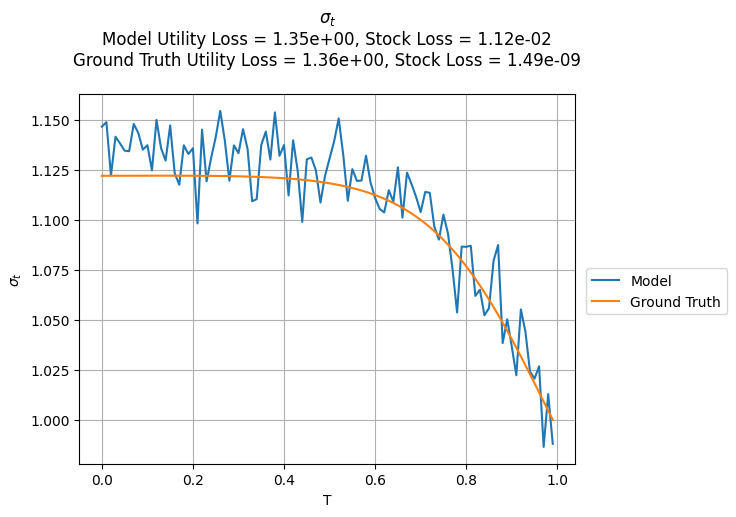 σt
Model Utility Loss = 1.35e+00, Stock Loss = 1.12e-02
Ground Truth Utility Loss = 1.36e+00, Stock Loss = 1.49e-09
1.150
1.125
1.100
1.075
1.050
1.025
1.000
σt
0.0 0.2 0.4 0.6 0.8 1.0
T
Model
Ground Truth